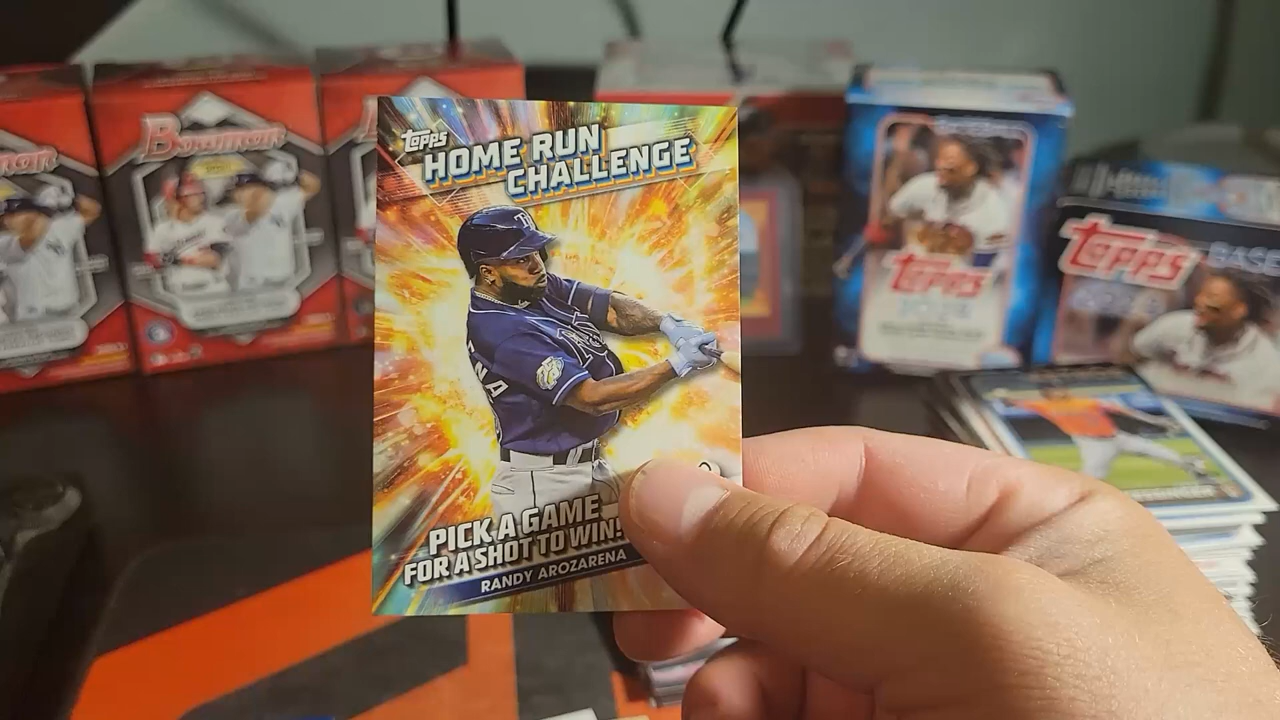 Topps
HOME RUN
CHALLENGE
PICK A GAME
FOR A SHOT TO WIN!
RANDY AROZARENA
Bowman
Topps
Topps